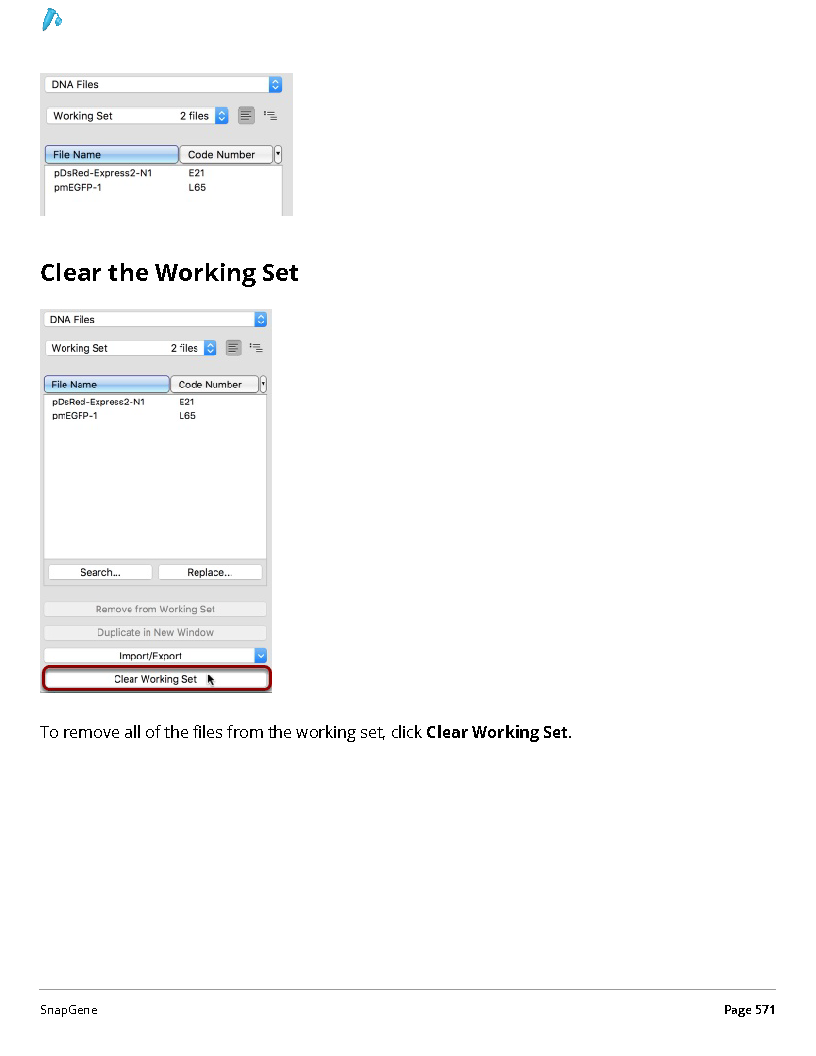 DNA Files
Working Set 2 files
File Name Code Number
pDsRed-Express2-N1 E21
pmEGFP-1 L65
Clear the Working Set
DNA Files
Working Set 2 files
File Name Code Number
pDsRed-Express2-N1 E21
pmEGFP-1 L65
Search... Replace...
Remove from Working Set
Duplicate in New Window
Import/Export
Clear Working Set
To remove all of the files from the working set, click Clear Working Set.
SnapGene Page 571